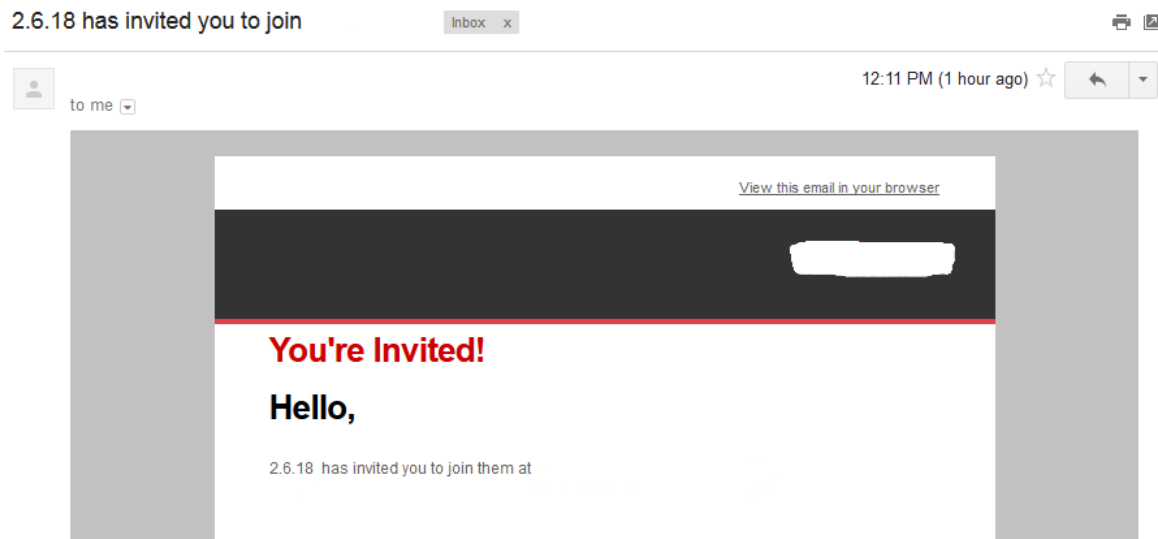 2.6.18 has invited you to join
Inbox x
12:11 PM (1 hour ago)
to me
View this email in your browser
You're Invited!
Hello,
2.6.18 has invited you to join them at